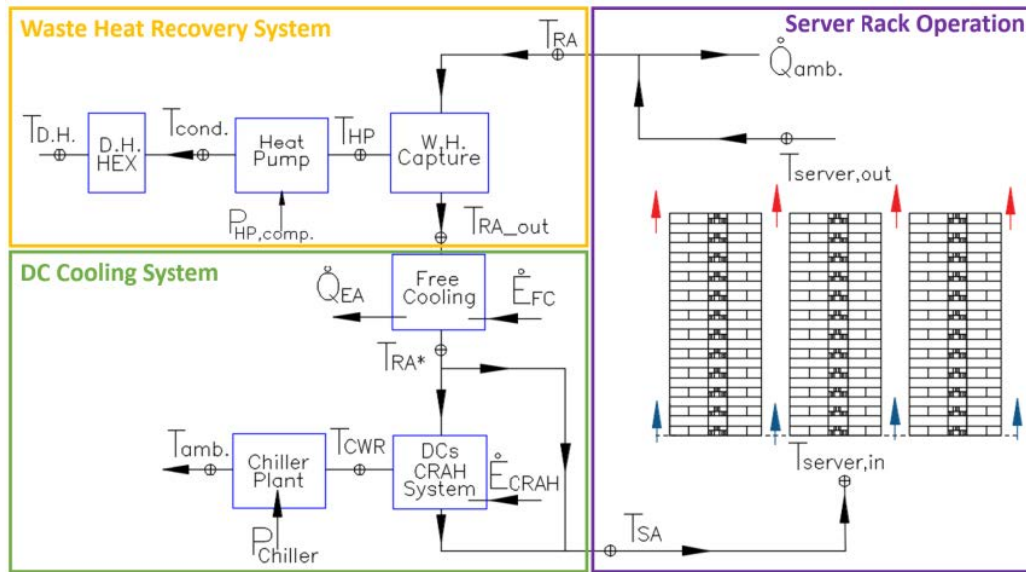 Waste Heat Recovery System
Server Rack Operation
T_RA
Q̊_amb.
T_D.H.
D.H.
HEX
T_cond.
Heat
Pump
T_HP
W.H.
Capture
P_HP,comp.
T_RA_out
T_server,out
DC Cooling System
Q̊_EA
Free
Cooling
E̊_FC
T_RA*
T_amb.
Chiller
Plant
T_CWR
DCs
CRAH
System
E̊_CRAH
P_Chiller
T_server,in
T_SA